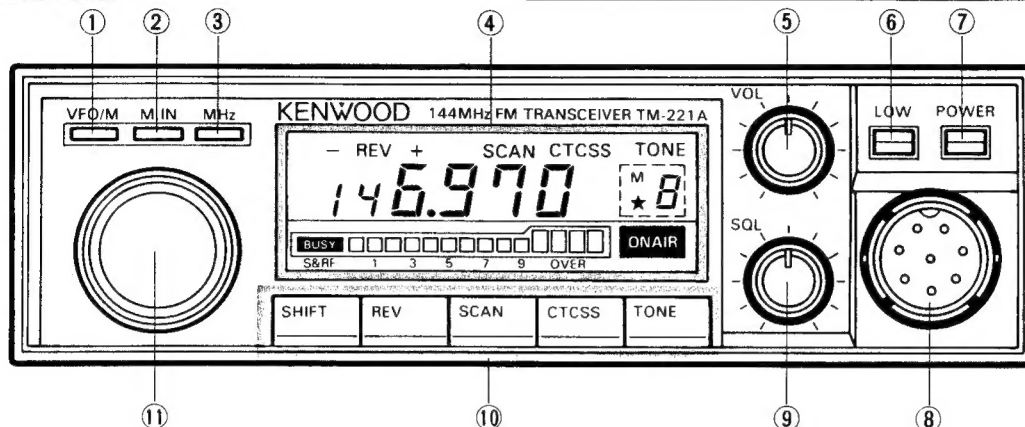 ① ② ③ ④ ⑤ ⑥ ⑦
VFO/M M.IN MHz
KENWOOD 144MHz FM TRANSCEIVER TM-221A
VOL
LOW POWER
− REV + SCAN CTCSS TONE
146.970
M
★ 8
BUSY
ON AIR
S&RF 1 3 5 7 9 OVER
SQL
SHIFT REV SCAN CTCSS TONE
⑪ ⑩ ⑨ ⑧